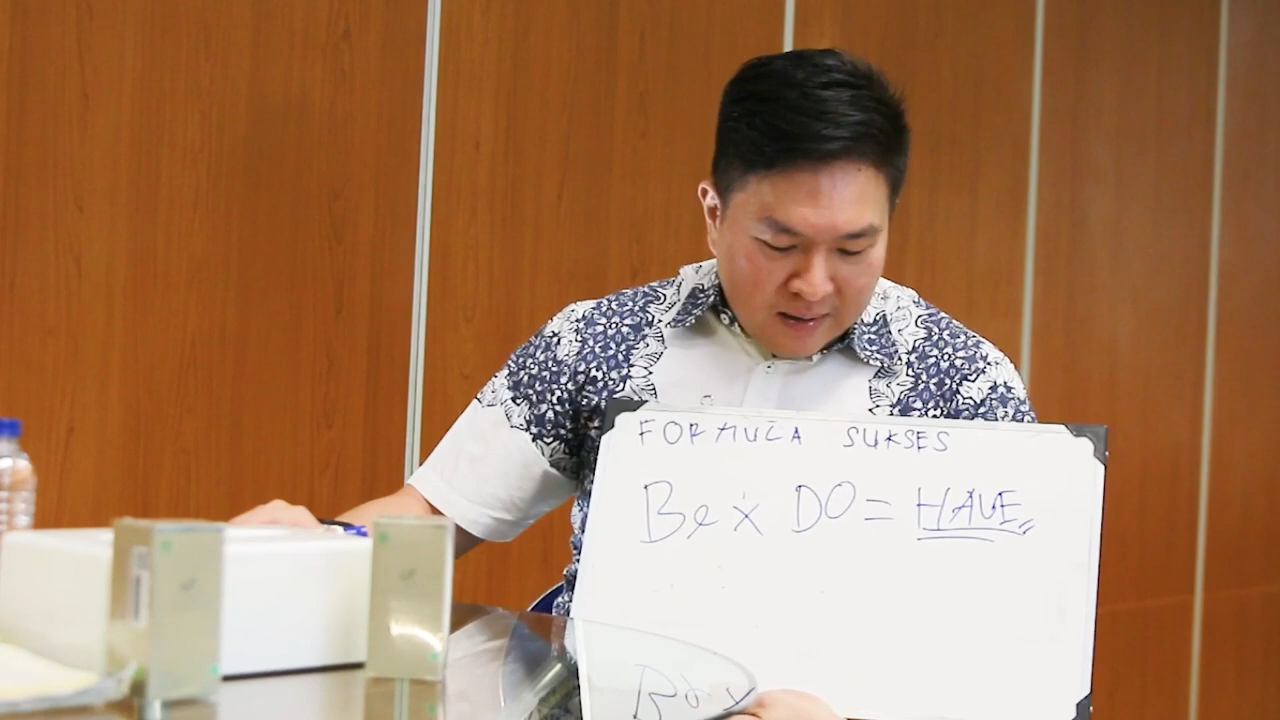 FORMULA SUKSES
Be x DO = HAVE